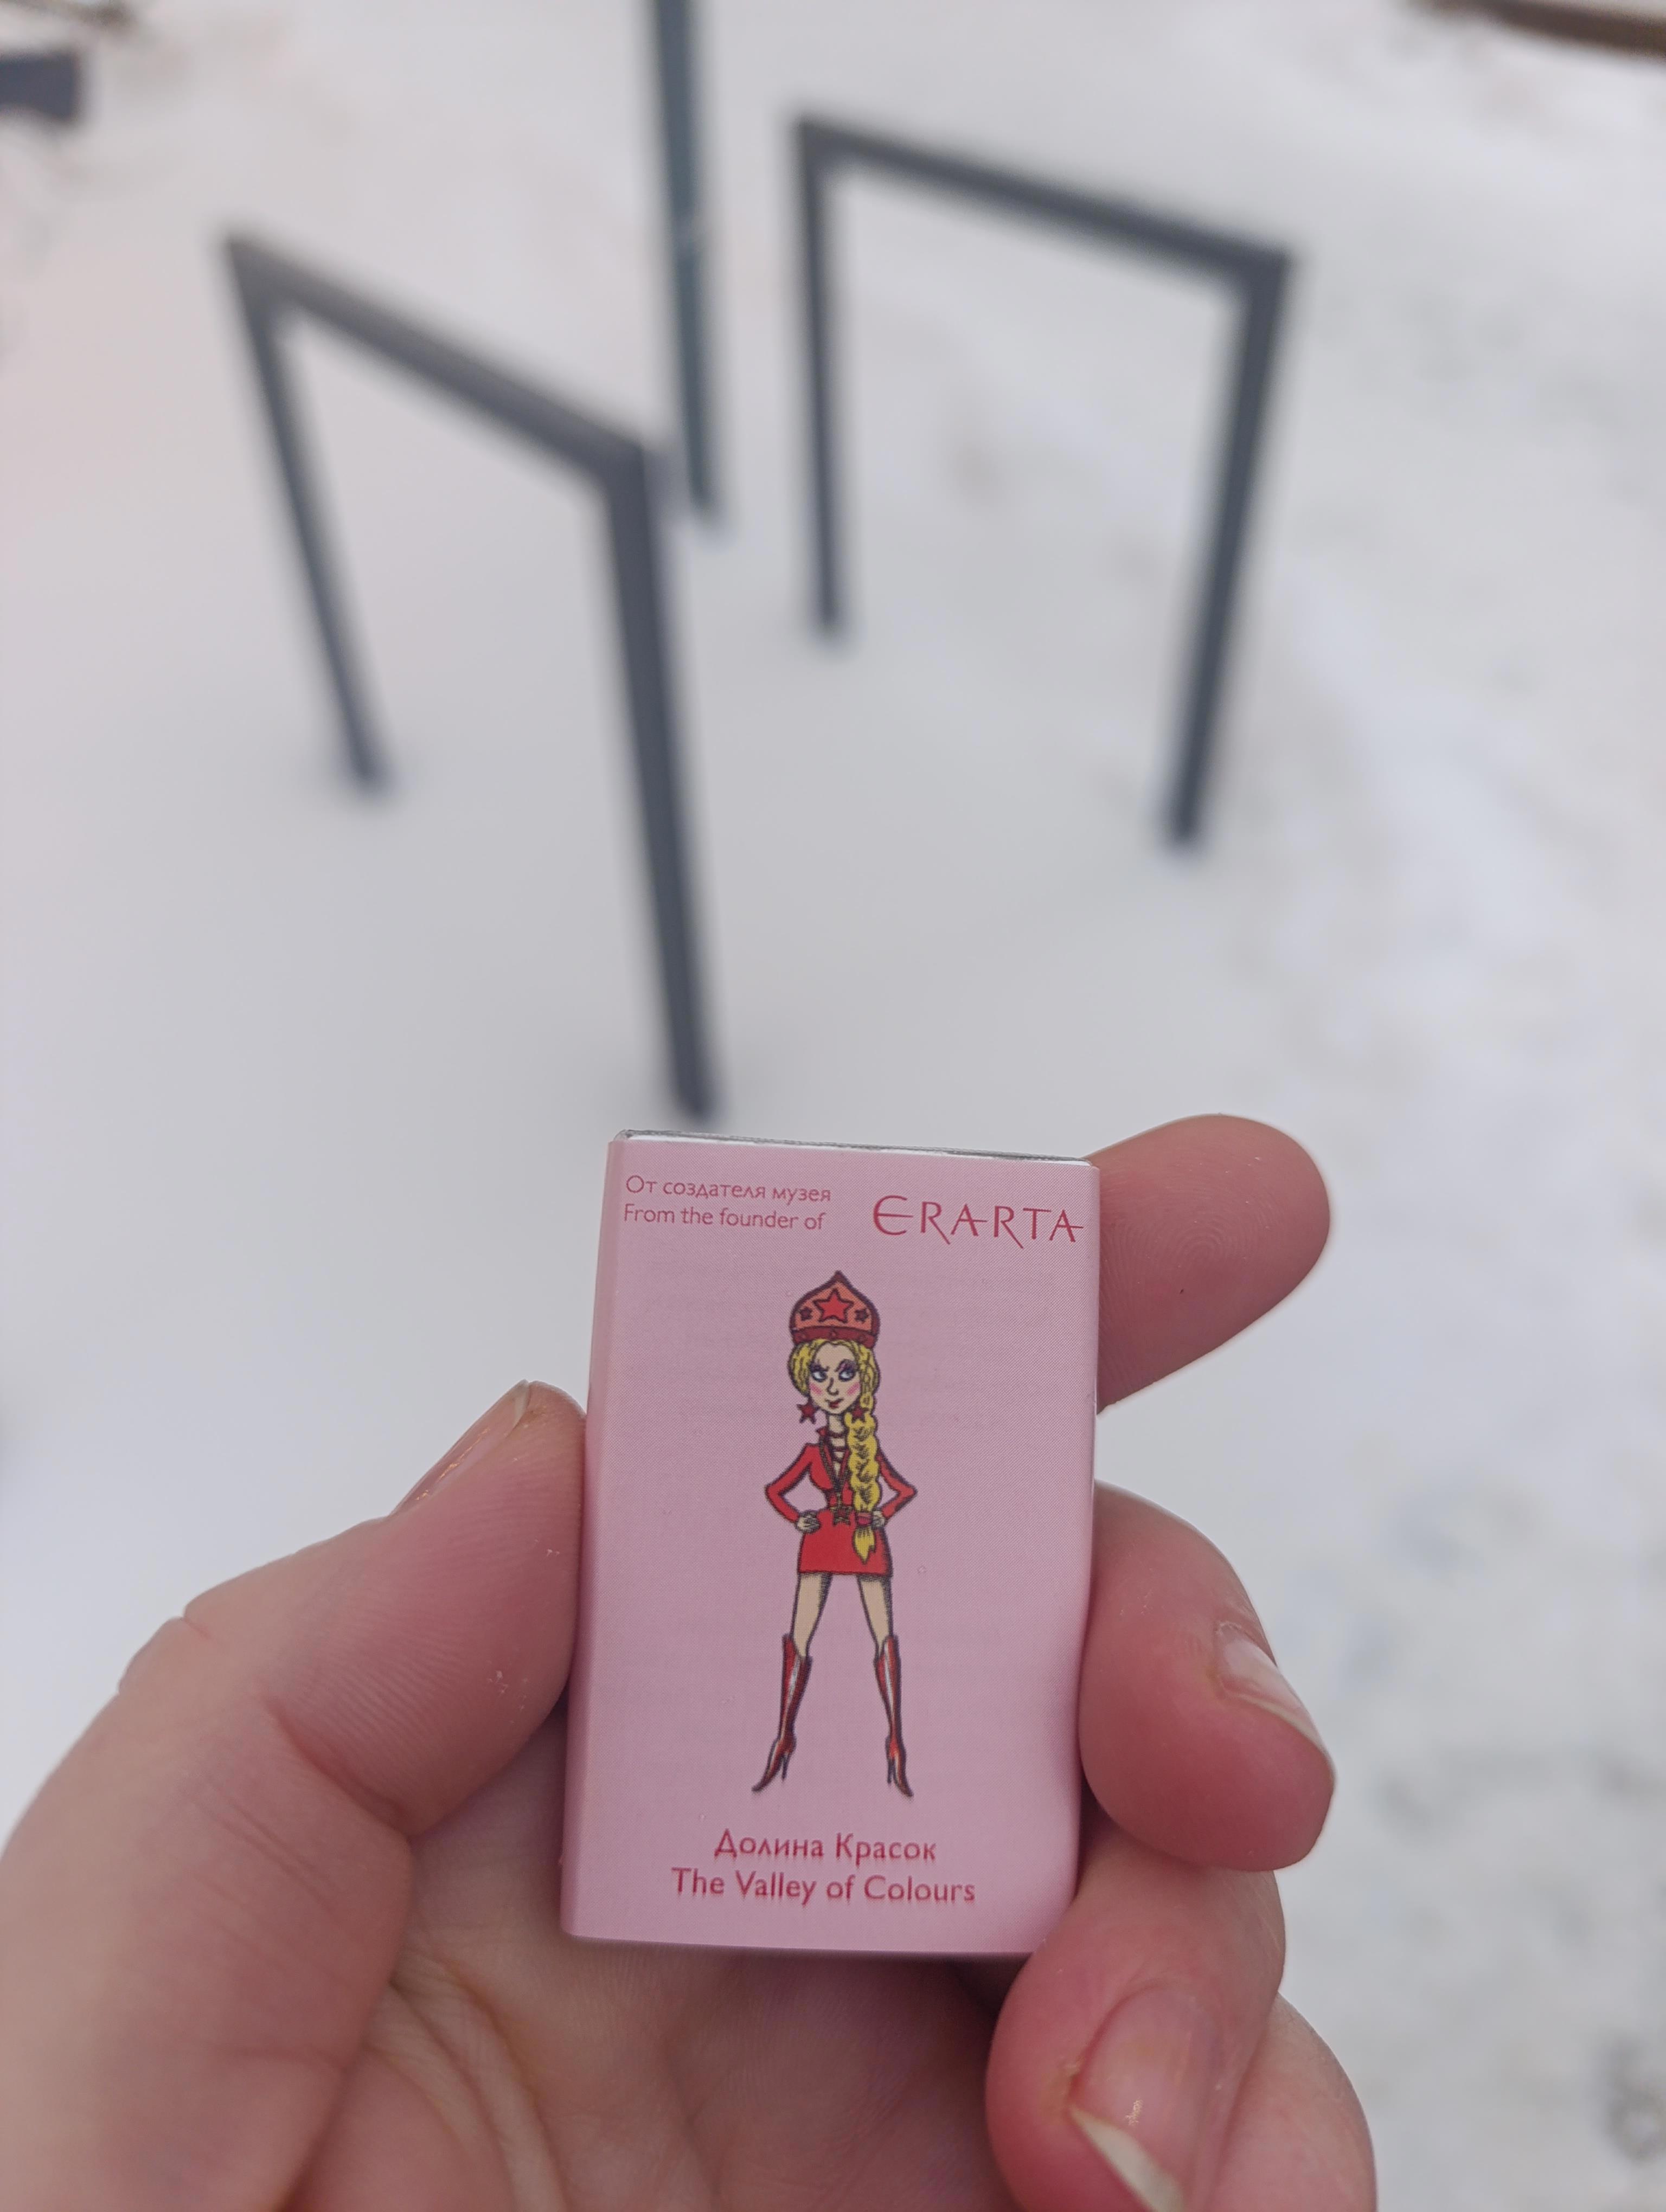 От создателя музея
From the founder of
ERARTA
Долина Красок
The Valley of Colours